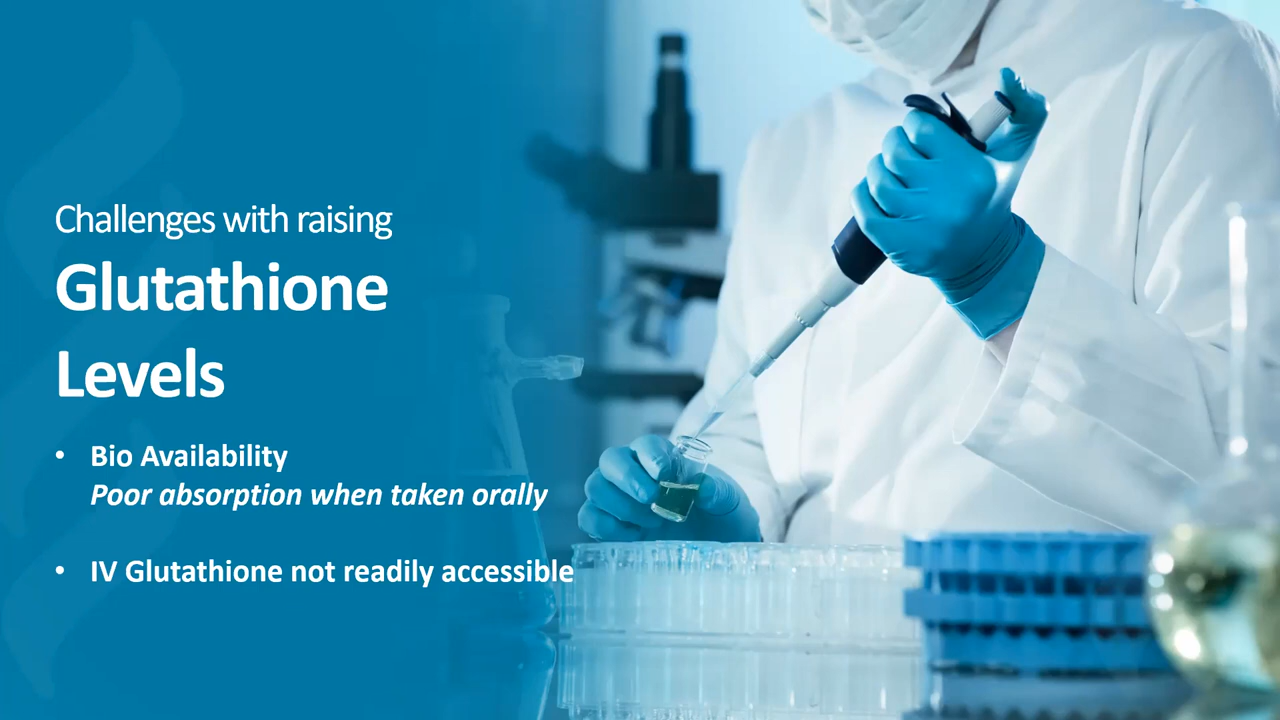 Challenges with raising
Glutathione
Levels
• Bio Availability
Poor absorption when taken orally
• IV Glutathione not readily accessible